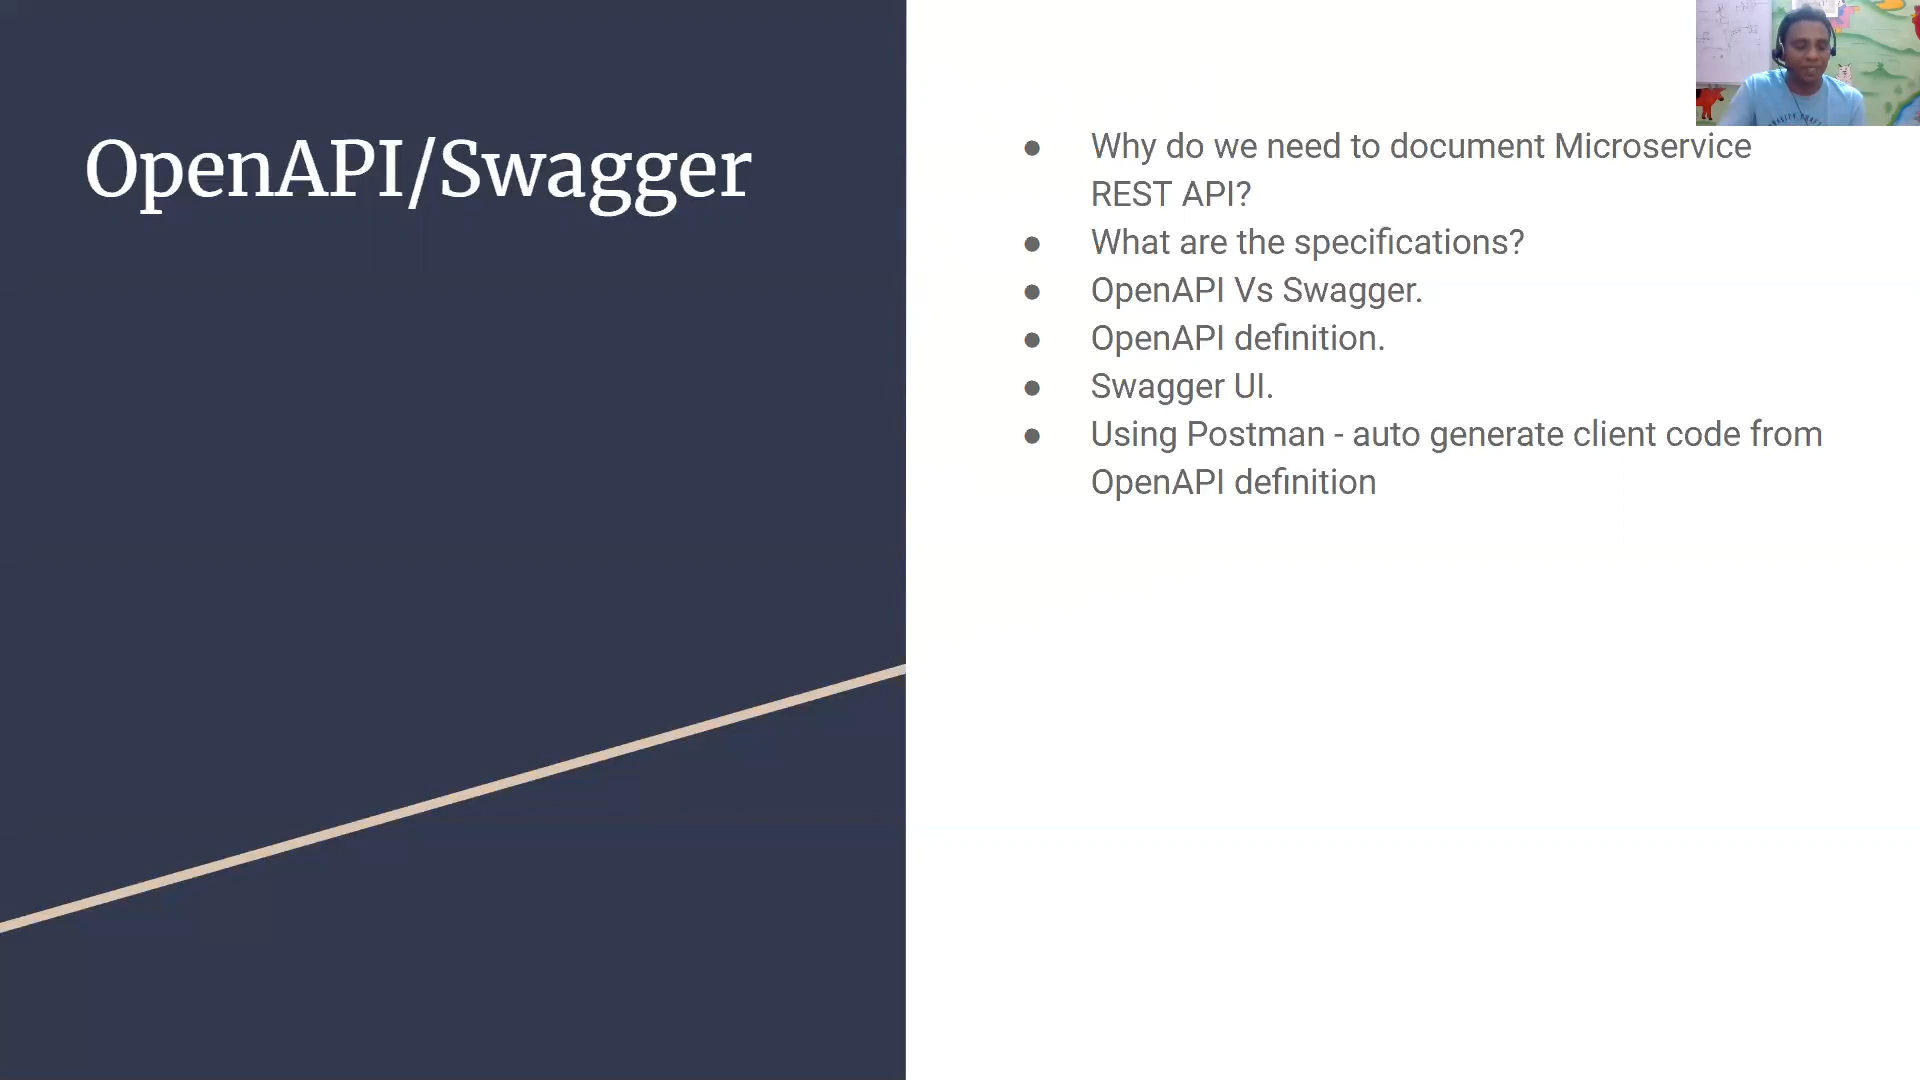 OpenAPI/Swagger
● Why do we need to document Microservice
REST API?
● What are the specifications?
● OpenAPI Vs Swagger.
● OpenAPI definition.
● Swagger UI.
● Using Postman - auto generate client code from
OpenAPI definition